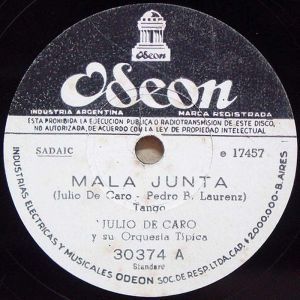 Odeon
Odeon
INDUSTRIA ARGENTINA MARCA REGISTRADA
ESTA PROHIBIDA LA EJECUCION PUBLICA O RADIOTRANSMISION DE ESTE DISCO,
NO AUTORIZADA, DE ACUERDO CON LA LEY DE PROPIEDAD INTELECTUAL
SADAIC e 17457
MALA JUNTA
(Julio De Caro - Pedro B. Laurenz)
Tango
JULIO DE CARO
y su Orquesta Típica
30374 A
Standard
INDUSTRIAS ELECTRICAS Y MUSICALES ODEON SOC. DE RESP. LTDA. CAP. $2.000.000-B. AIRES